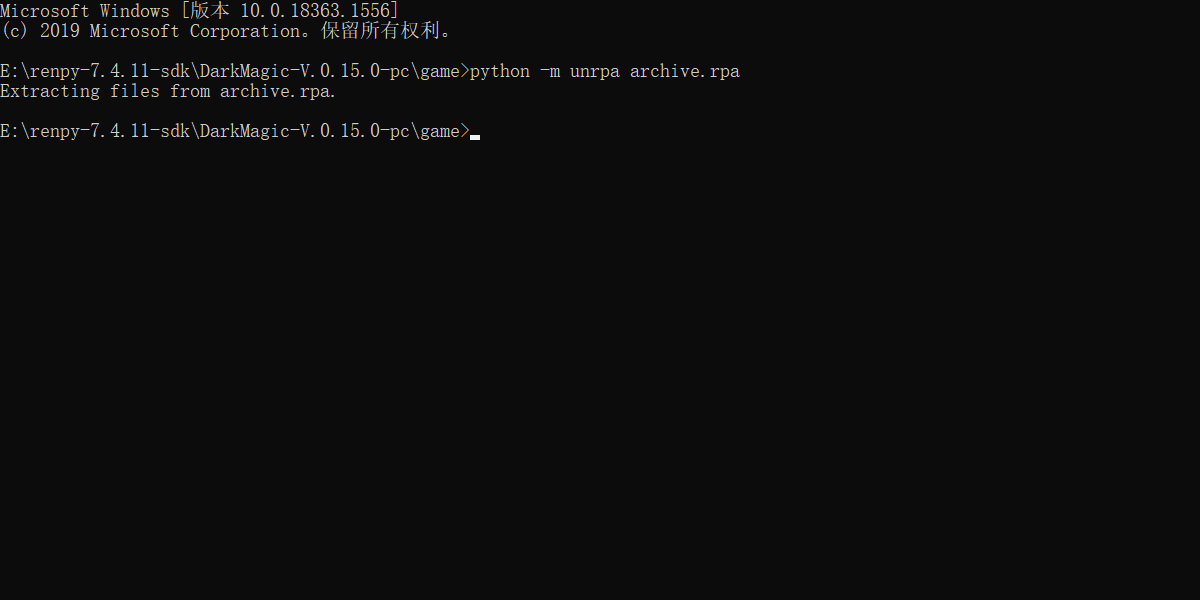 Microsoft Windows [版本 10.0.18363.1556]
(c) 2019 Microsoft Corporation。保留所有权利。
E:\renpy-7.4.11-sdk\DarkMagic-V.0.15.0-pc\game>python -m unrpa archive.rpa
Extracting files from archive.rpa.
E:\renpy-7.4.11-sdk\DarkMagic-V.0.15.0-pc\game>